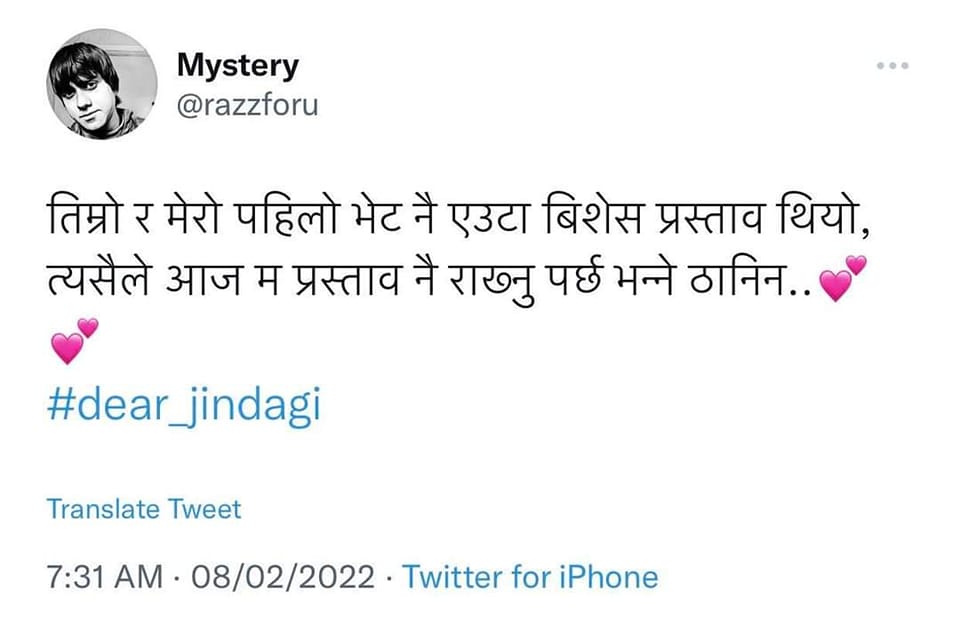 Mystery
@razzforu
तिम्रो र मेरो पहिलो भेट नै एउटा बिशेस प्रस्ताव थियो,
त्यसैले आज म प्रस्ताव नै राख्नु पर्छ भन्ने ठानिन..💕
💕
#dear_jindagi
Translate Tweet
7:31 AM · 08/02/2022 · Twitter for iPhone